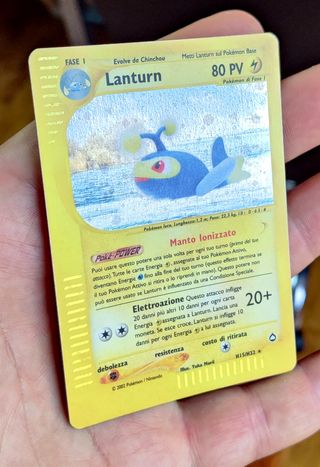 FASE 1 Evolve da Chinchou Metti Lanturn sul Pokémon Base
Lanturn 80 PV
Pokémon di Fase 1
Pokémon luce, Lunghezza: 1,2 m; Peso: 22,5 kg.
POKé-POWER Manto Ionizzato
Puoi usare questo potere una sola volta per ogni tuo turno (prima del tuo
attacco). Tutte le carte Energia, assegnate al tuo Pokémon Attivo,
diventano Energia fino alla fine del tuo turno (questo effetto termina se
il tuo Pokémon Attivo si ritira o lo riprendi in mano). Questo potere non
può essere usato se Lanturn è influenzato da una Condizione Speciale.
Elettroazione Questo attacco infligge
20 danni più altri 10 danni per ogni carta
Energia assegnata a Lanturn. Lancia una
moneta. Se esce croce, Lanturn si infligge 10
danni per ogni Energia a lui assegnata.
20+
debolezza resistenza costo di ritirata
Illus. Yuka Morii H15/H32
© 2002 Pokémon / Nintendo